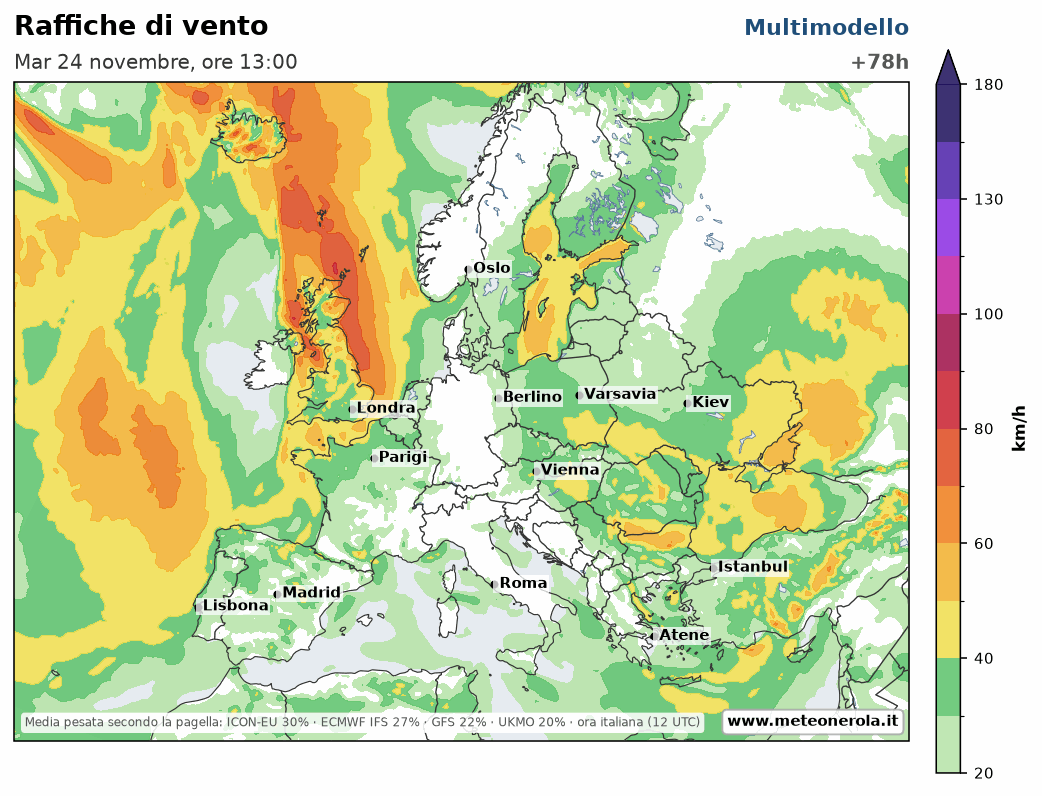 Raffiche di vento
Multimodello
Mar 24 novembre, ore 13:00
+78h
180
130
100
80
60
40
20
km/h
Oslo
Berlino
Varsavia
Kiev
Londra
Parigi
Vienna
Istanbul
Roma
Madrid
Lisbona
Atene
Media pesata secondo la pagella: ICON-EU 30% · ECMWF IFS 27% · GFS 22% · UKMO 20% · ora italiana (12 UTC)
www.meteonerola.it